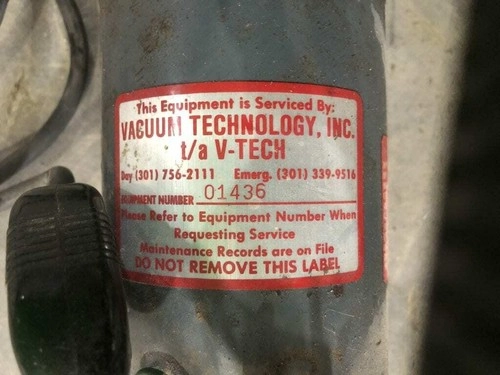 This Equipment is Serviced By:
VACUUM TECHNOLOGY, INC.
t/a V-TECH
Day (301) 756-2111 Emerg. (301) 339-9516
EQUIPMENT NUMBER 01436
Please Refer to Equipment Number When
Requesting Service
Maintenance Records are on File
DO NOT REMOVE THIS LABEL